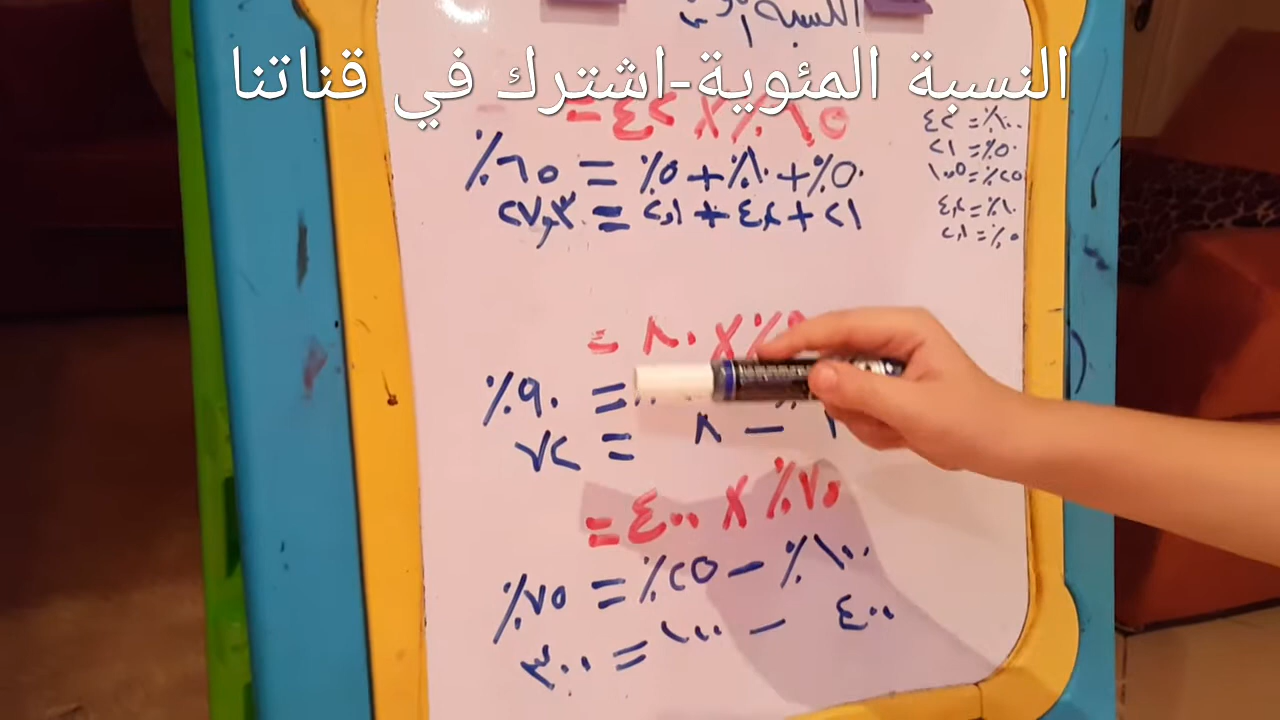 النسبة
النسبة المئوية-اشترك في قناتنا
٪٦٥ × ٤٢ =
٪٥٠ + ٪١٠ + ٪٥ = ٪٦٥
٢١ + ٤,٢ + ٢,١ = ٢٧,٣
٪١٠٠ = ٤٢
٪٥٠ = ٢١
٪٢٥ = ١٠,٥
٪١٠ = ٤,٢
٪٥ = ٢,١
× ٨٠ =
= ٪٩٠
− ٨ = ٧٢
٪٧٥ × ٤٠٠ =
٪١٠٠ − ٪٢٥ = ٪٧٥
٤٠٠ − ١٠٠ = ٣٠٠